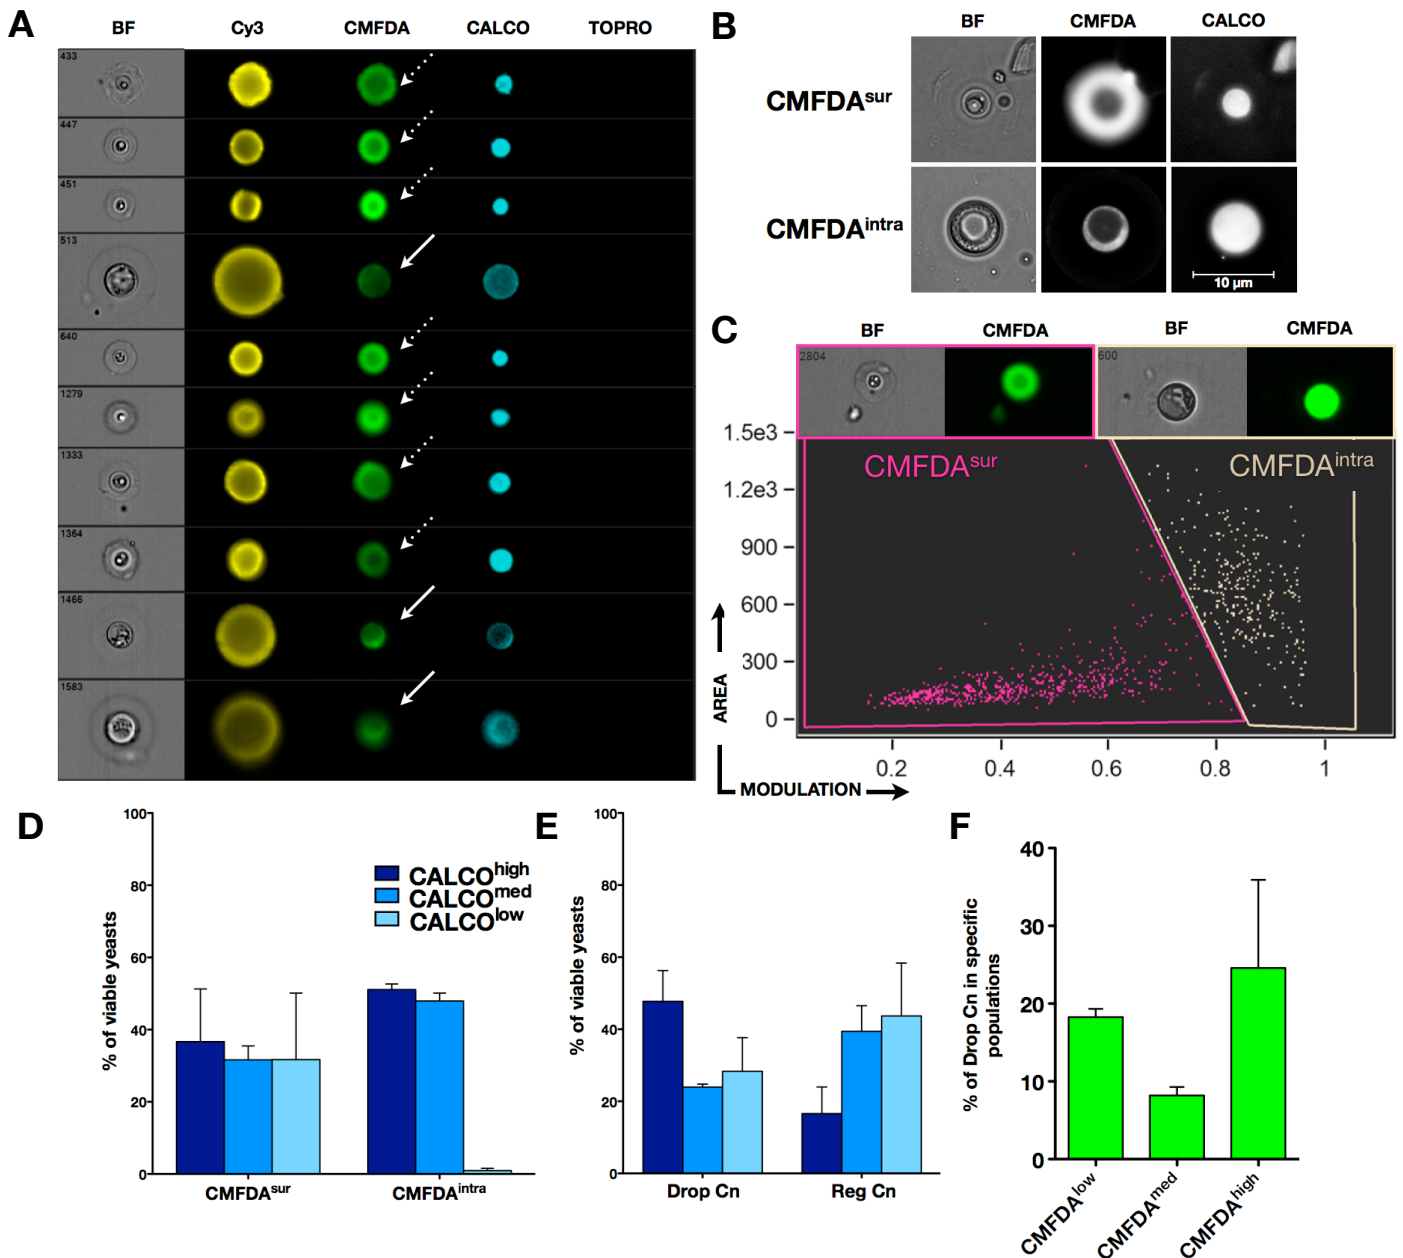 A
BF Cy3 CMFDA CALCO TOPRO
433
447
451
513
640
1279
1333
1364
1466
1583
B
BF CMFDA CALCO
CMFDAsur
CMFDAintra
10 µm
C
BF CMFDA BF CMFDA
2804
600
CMFDAsur
CMFDAintra
1.5e3
1.2e3
900
600
300
0
AREA
0.2 0.4 0.6 0.8 1
MODULATION
D
100
80
60
40
20
0
% of viable yeasts
CALCOhigh
CALCOmed
CALCOlow
CMFDAsur CMFDAintra
E
100
80
60
40
20
0
% of viable yeasts
Drop Cn Reg Cn
F
40
30
20
10
0
% of Drop Cn in specific
populations
CMFDAlow
CMFDAmed
CMFDAhigh